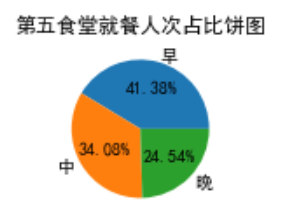 第五食堂就餐人次占比饼图
早
41.38%
34.08%
24.54%
中
晚